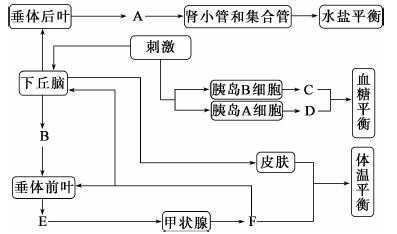 垂体后叶 A 肾小管和集合管 水盐平衡
刺激
下丘脑
胰岛B细胞 C
胰岛A细胞 D
血糖平衡
B
皮肤
体温平衡
垂体前叶
E 甲状腺 F